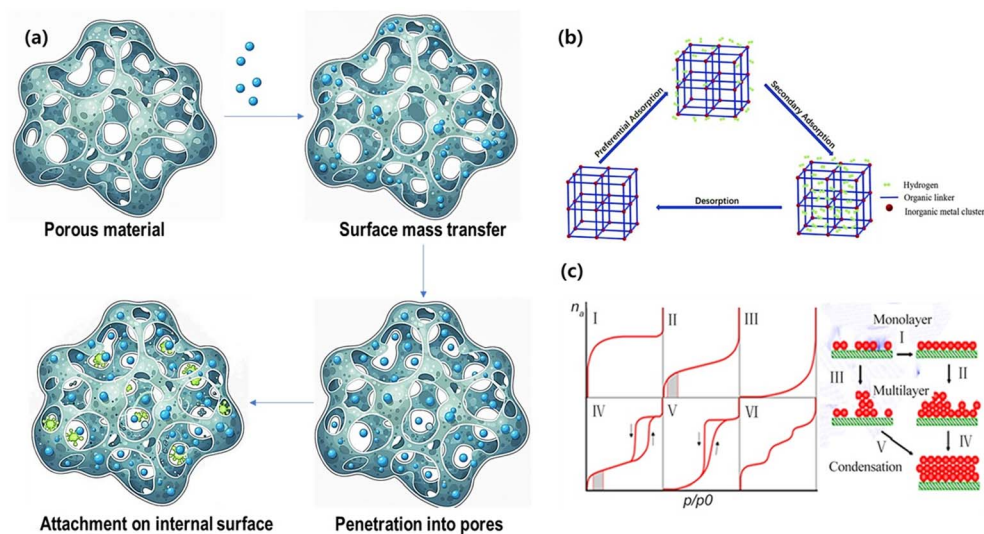 (a)
Porous material
Surface mass transfer
Attachment on internal surface
Penetration into pores
(b)
Preferential Adsorption
Secondary Adsorption
Desorption
Hydrogen
Organic linker
Inorganic metal cluster
(c)
na
I
II
III
IV
V
VI
p/p0
Monolayer
I
III
II
Multilayer
V
IV
Condensation